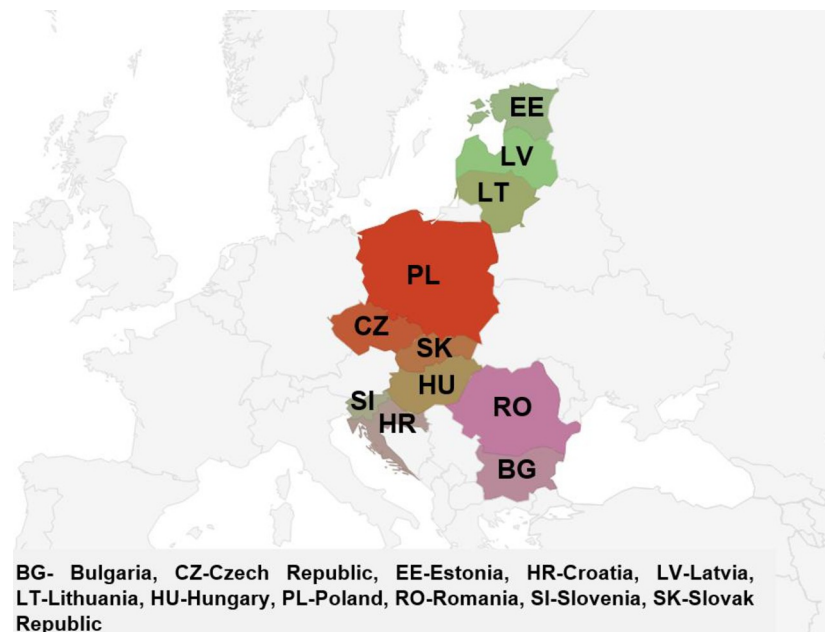 EE
LV
LT
PL
CZ
SK
HU
SI
RO
HR
BG
BG- Bulgaria, CZ-Czech Republic, EE-Estonia, HR-Croatia, LV-Latvia,
LT-Lithuania, HU-Hungary, PL-Poland, RO-Romania, SI-Slovenia, SK-Slovak
Republic